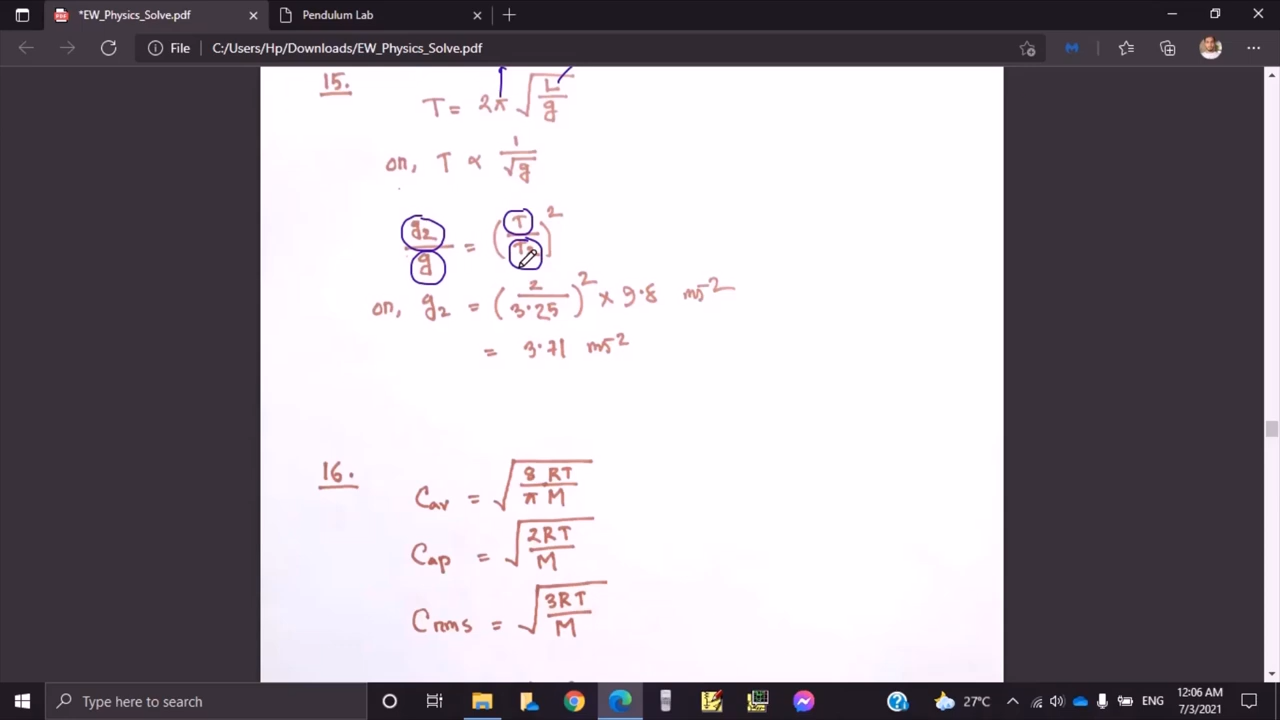 *EW_Physics_Solve.pdf
Pendulum Lab
File C:/Users/Hp/Downloads/EW_Physics_Solve.pdf
15.
T = 2π √(L/g)
on, T ∝ 1/√g
g₂/g = (T/T₂)²
on, g₂ = (2/3.25)² × 9.8 ms⁻²
= 3.71 ms⁻²
16.
Cav = √(8RT/πM)
Cap = √(2RT/M)
Crms = √(3RT/M)
Type here to search
27°C
ENG
12:06 AM
7/3/2021